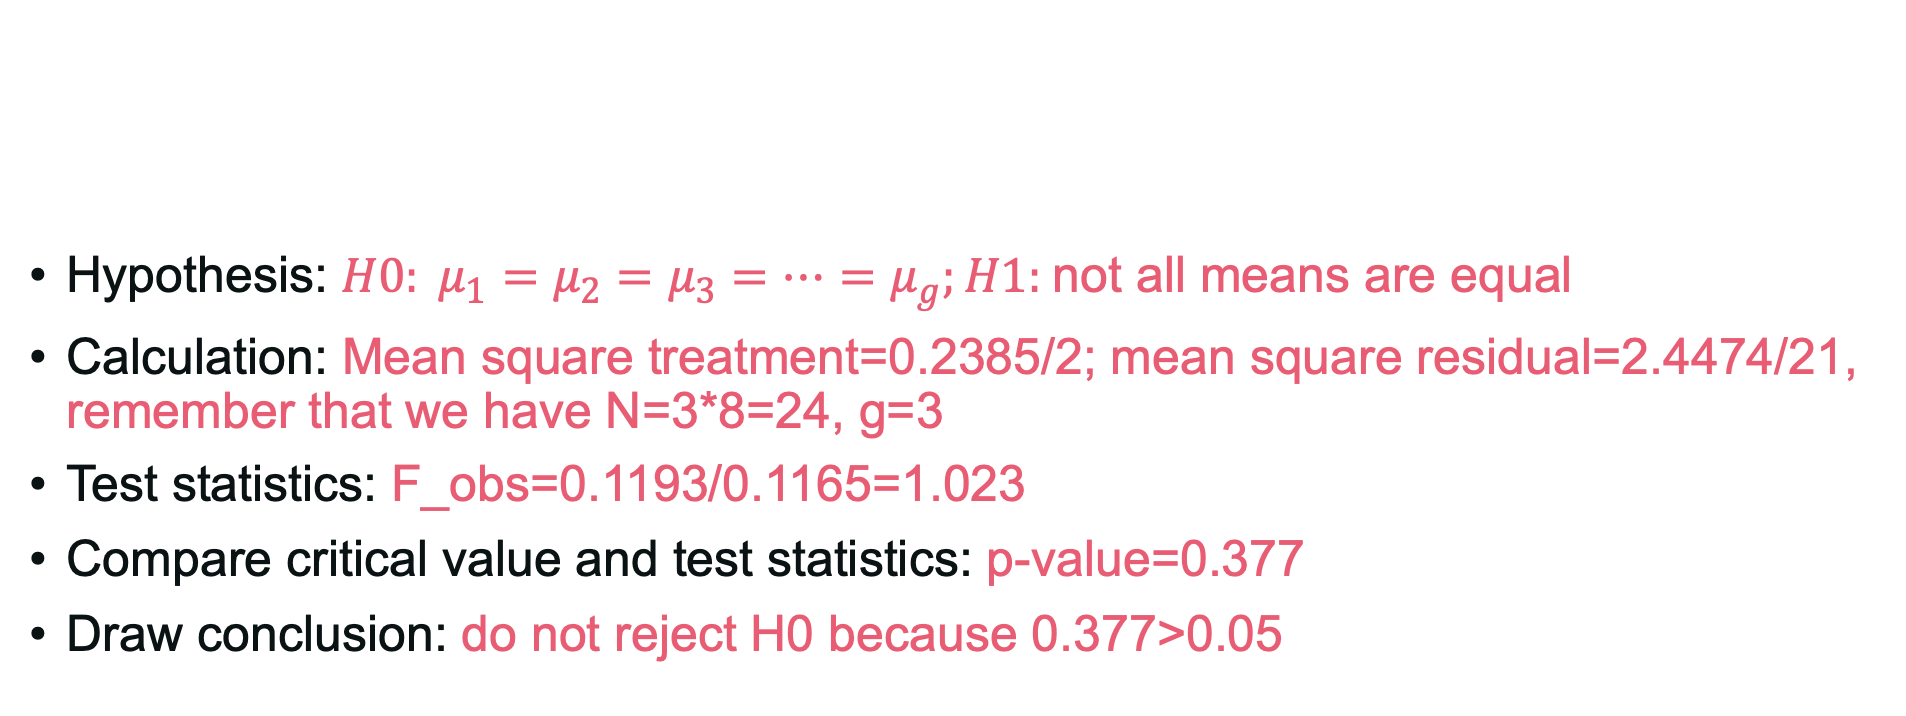 • Hypothesis: 𝐻0: 𝜇₁ = 𝜇₂ = 𝜇₃ = ⋯ = 𝜇_𝑔; 𝐻1: not all means are equal
• Calculation: Mean square treatment=0.2385/2; mean square residual=2.4474/21,
remember that we have N=3*8=24, g=3
• Test statistics: F_obs=0.1193/0.1165=1.023
• Compare critical value and test statistics: p-value=0.377
• Draw conclusion: do not reject H0 because 0.377>0.05